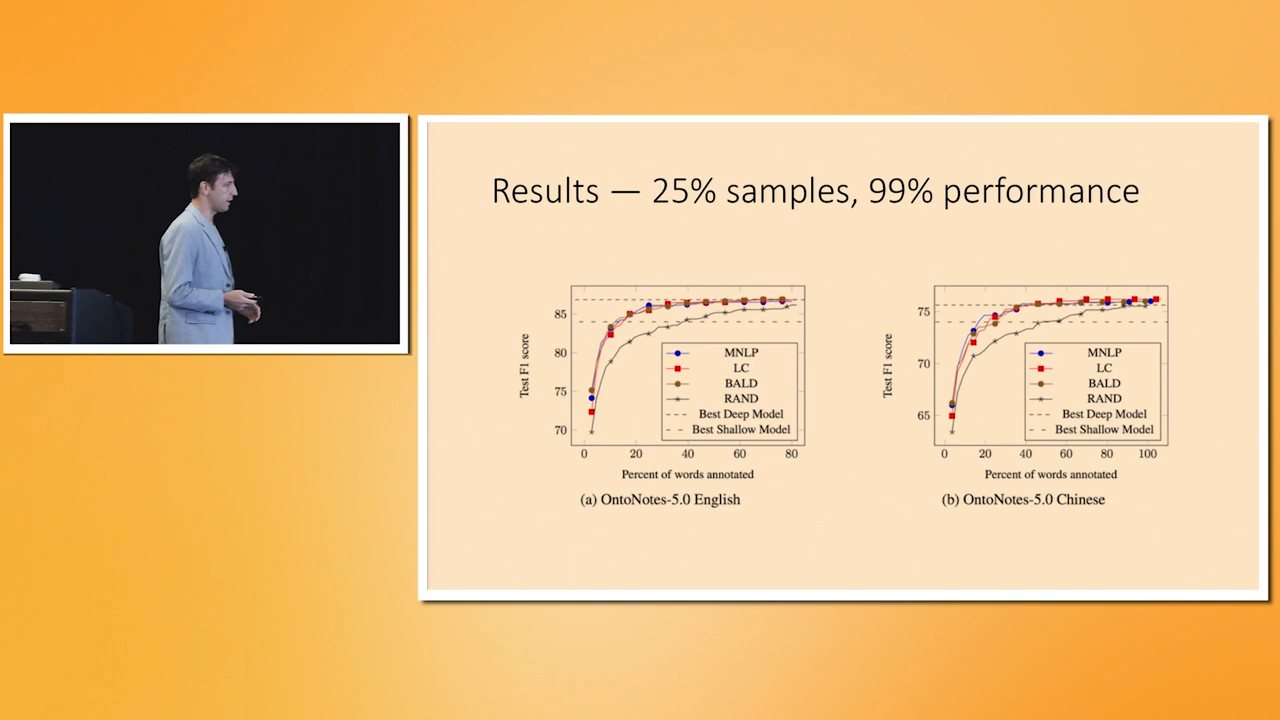 Results — 25% samples, 99% performance
85
80
75
70
Test F1 score
MNLP
LC
BALD
RAND
Best Deep Model
Best Shallow Model
0 20 40 60 80
Percent of words annotated
(a) OntoNotes-5.0 English
75
70
65
Test F1 score
MNLP
LC
BALD
RAND
Best Deep Model
Best Shallow Model
0 20 40 60 80 100
Percent of words annotated
(b) OntoNotes-5.0 Chinese